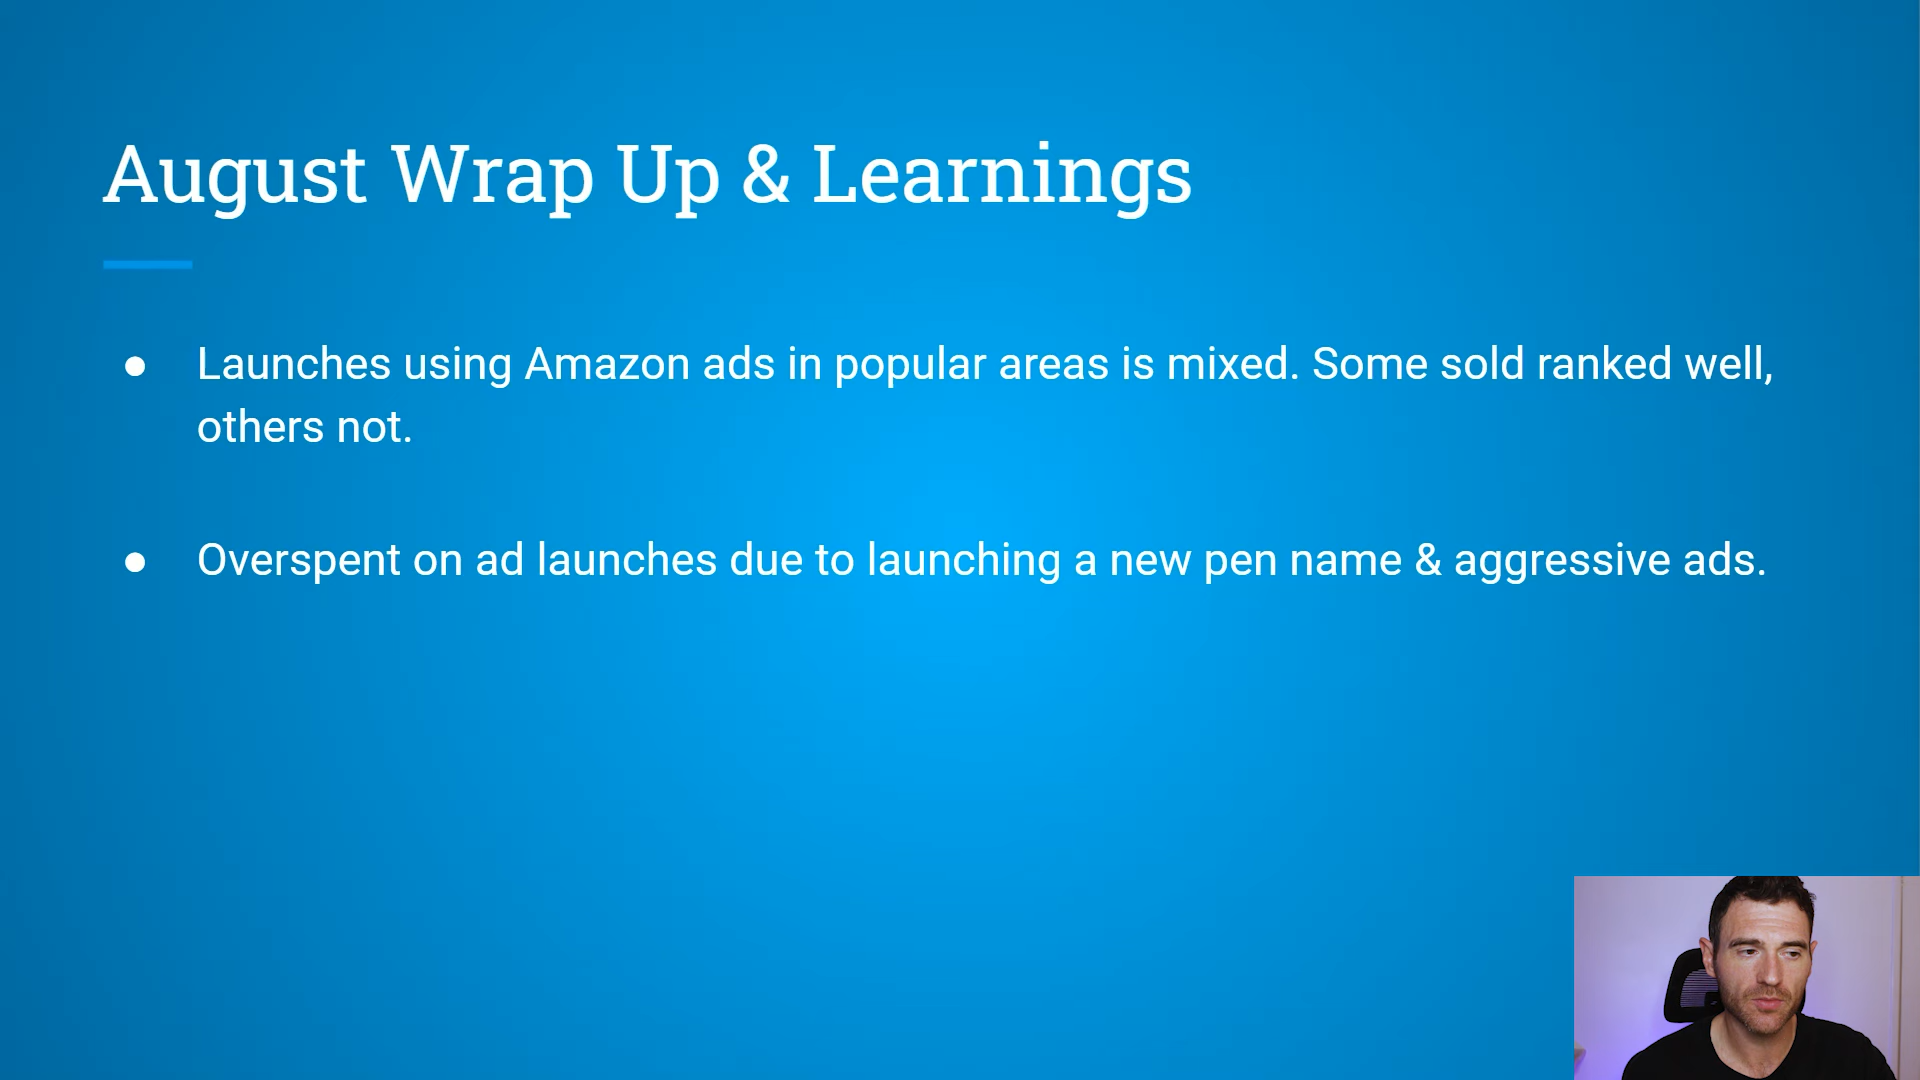 August Wrap Up & Learnings
● Launches using Amazon ads in popular areas is mixed. Some sold ranked well,
others not.
● Overspent on ad launches due to launching a new pen name & aggressive ads.